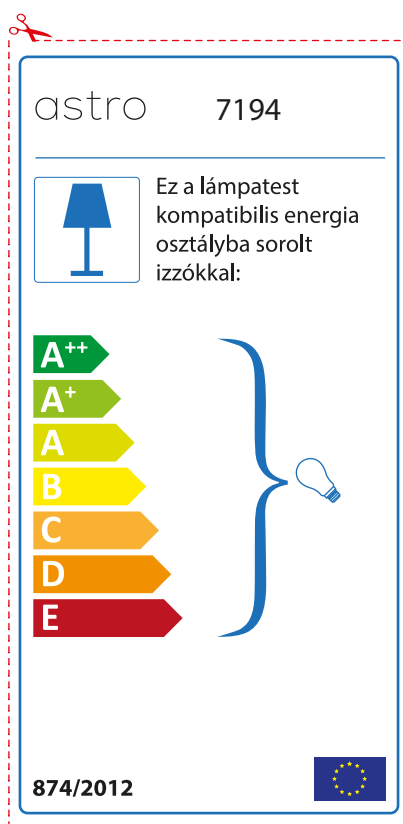 astro 7194
Ez a lámpatest
kompatibilis energia
osztályba sorolt
izzókkal:
A++
A+
A
B
C
D
E
874/2012